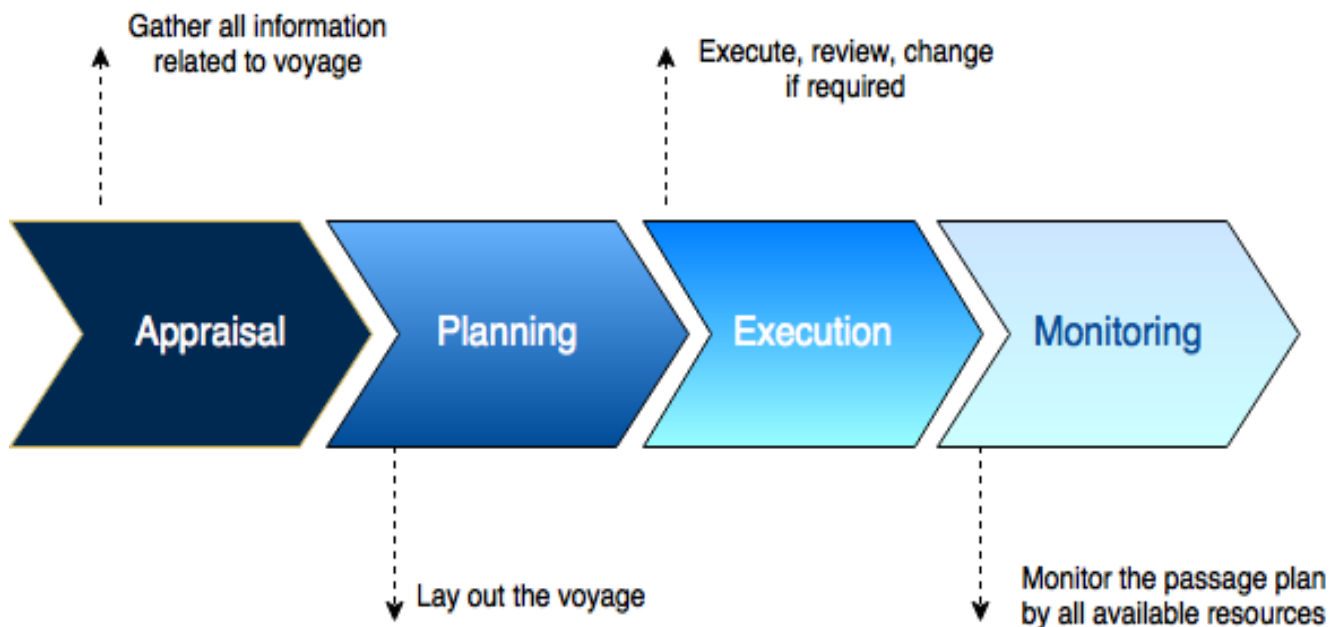 Gather all information
related to voyage
Execute, review, change
if required
Appraisal
Planning
Execution
Monitoring
Lay out the voyage
Monitor the passage plan
by all available resources